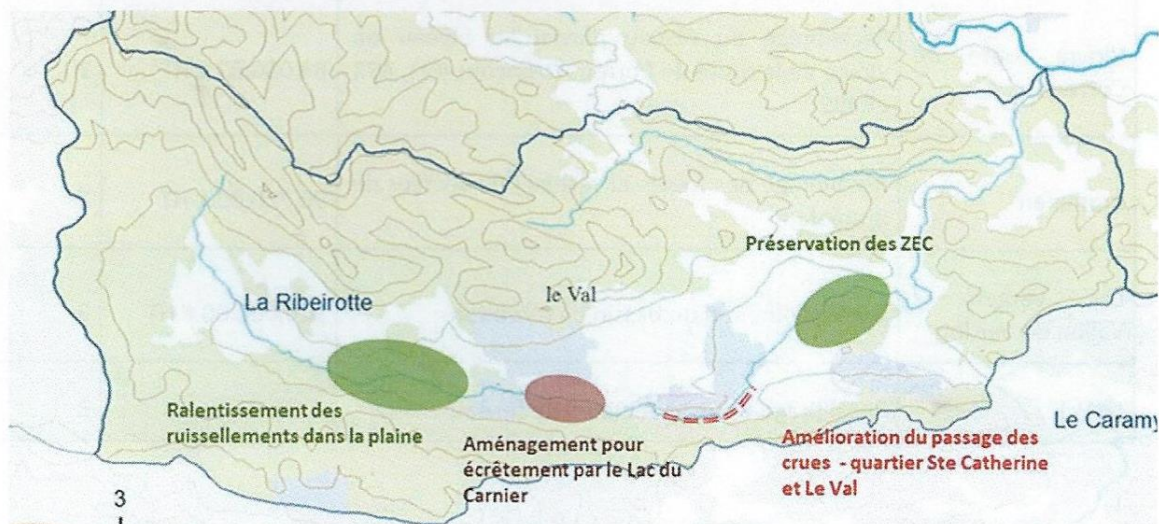 Préservation des ZEC
La Ribeirotte
le Val
Ralentissement des
ruissellements dans la plaine
Aménagement pour
écrêtement par le Lac du
Carnier
Amélioration du passage des
crues - quartier Ste Catherine
et Le Val
Le Caramy
3